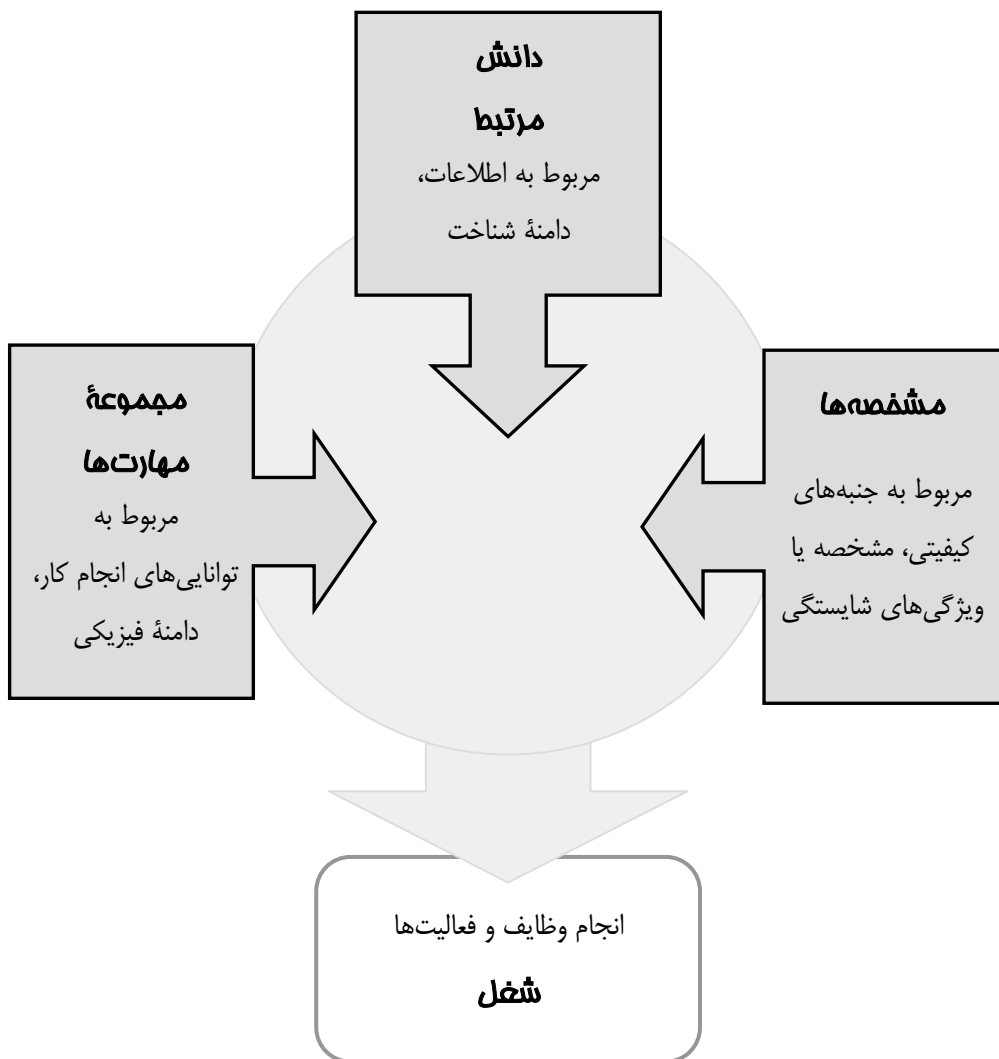 دانش
مرتبط
مربوط به اطلاعات،
دامنهٔ شناخت
مشخصه‌ها
مربوط به جنبه‌های
کیفیتی، مشخصه یا
ویژگی‌های شایستگی
مجموعهٔ
مهارت‌ها
مربوط به
توانایی‌های انجام کار،
دامنهٔ فیزیکی
انجام وظایف و فعالیت‌ها
شغل